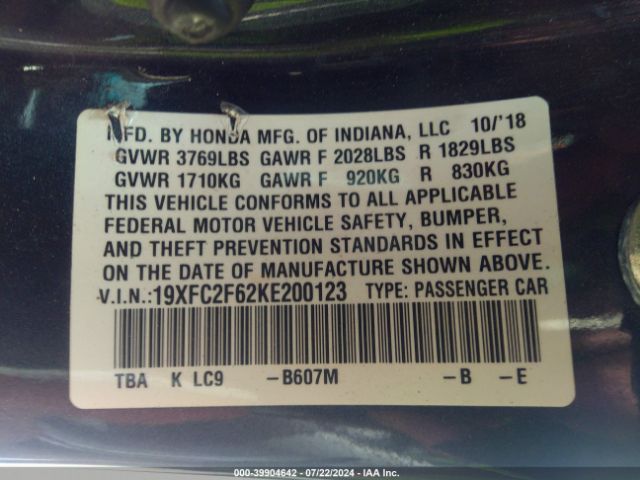 MFD. BY HONDA MFG. OF INDIANA, LLC 10/'18
GVWR 3769LBS GAWR F 2028LBS R 1829LBS
GVWR 1710KG GAWR F 920KG R 830KG
THIS VEHICLE CONFORMS TO ALL APPLICABLE
FEDERAL MOTOR VEHICLE SAFETY, BUMPER,
AND THEFT PREVENTION STANDARDS IN EFFECT
ON THE DATE OF MANUFACTURE SHOWN ABOVE.
V.I.N.:19XFC2F62KE200123 TYPE: PASSENGER CAR
TBA K LC9 -B607M -B -E
000-39904642 - 07/22/2024 - IAA Inc.